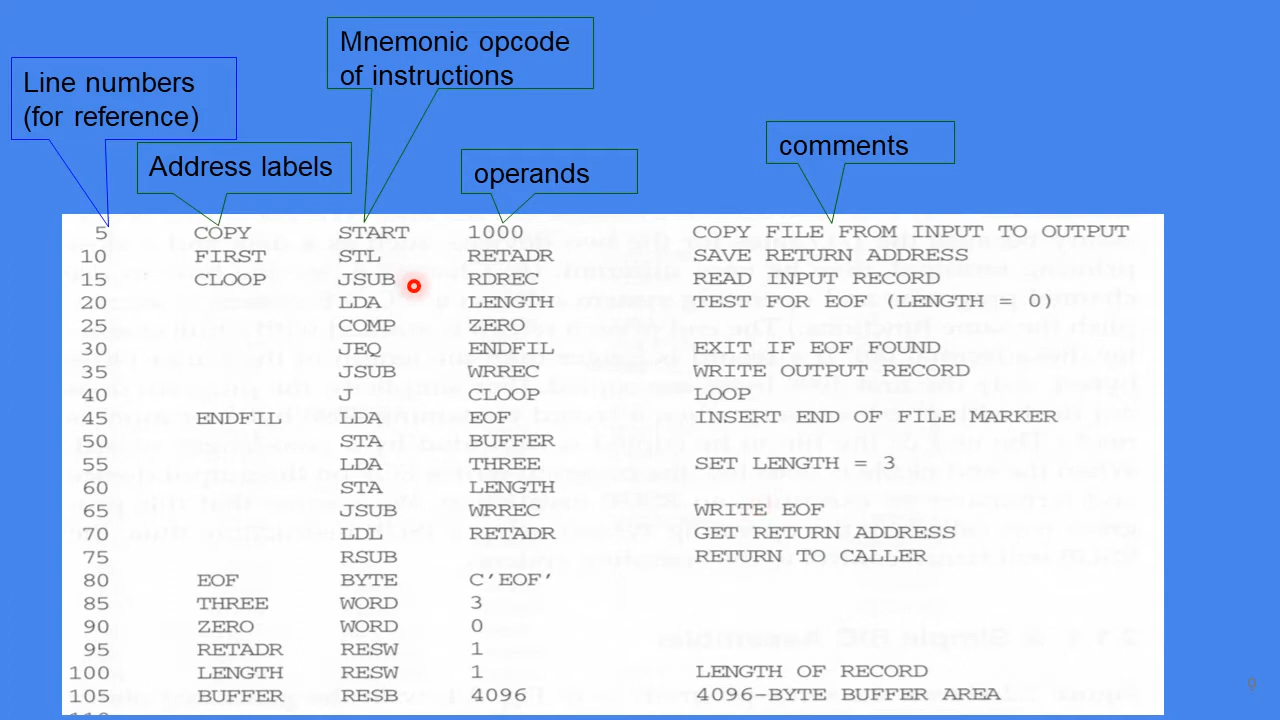 Mnemonic opcode
of instructions
Line numbers
(for reference)
Address labels
operands
comments
5 COPY START 1000 COPY FILE FROM INPUT TO OUTPUT
10 FIRST STL RETADR SAVE RETURN ADDRESS
15 CLOOP JSUB RDREC READ INPUT RECORD
20 LDA LENGTH TEST FOR EOF (LENGTH = 0)
25 COMP ZERO
30 JEQ ENDFIL EXIT IF EOF FOUND
35 JSUB WRREC WRITE OUTPUT RECORD
40 J CLOOP LOOP
45 ENDFIL LDA EOF INSERT END OF FILE MARKER
50 STA BUFFER
55 LDA THREE SET LENGTH = 3
60 STA LENGTH
65 JSUB WRREC WRITE EOF
70 LDL RETADR GET RETURN ADDRESS
75 RSUB RETURN TO CALLER
80 EOF BYTE C'EOF'
85 THREE WORD 3
90 ZERO WORD 0
95 RETADR RESW 1
100 LENGTH RESW 1 LENGTH OF RECORD
105 BUFFER RESB 4096 4096-BYTE BUFFER AREA